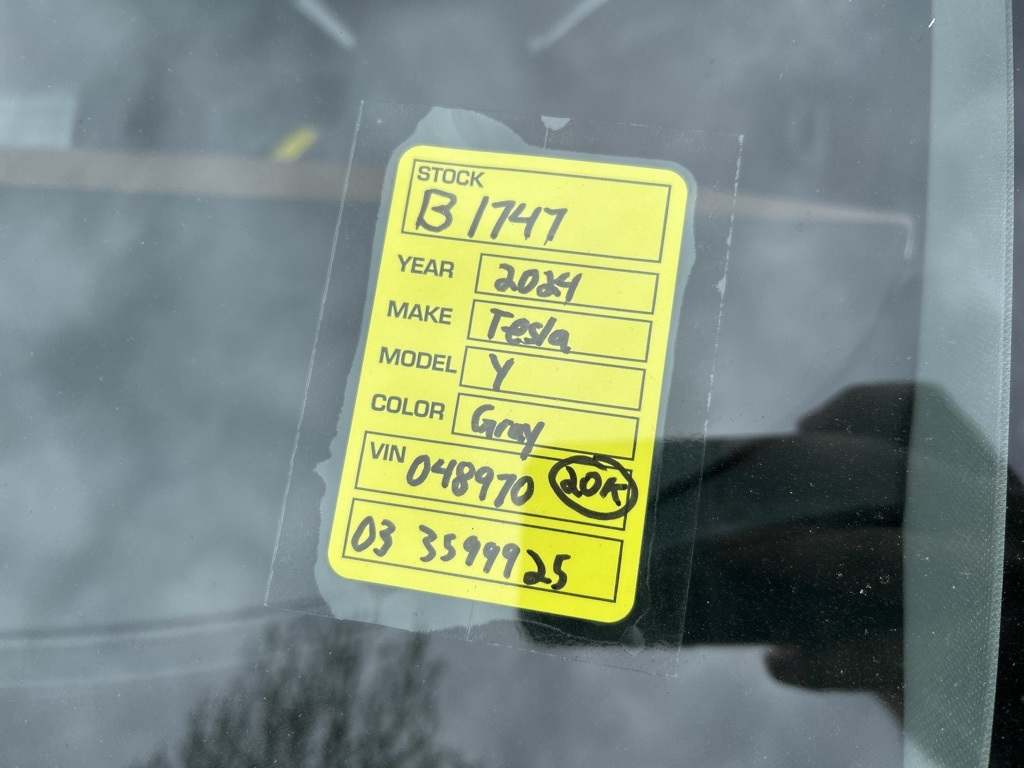 STOCK
B 1747
YEAR 2024
MAKE Tesla
MODEL Y
COLOR Gray
VIN 048970 20K
03 3599925